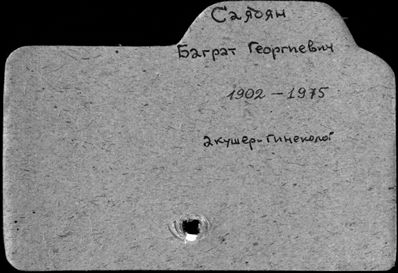 Саядян
Баграт Георгиевич
1902 – 1975
акушер-гинеколог